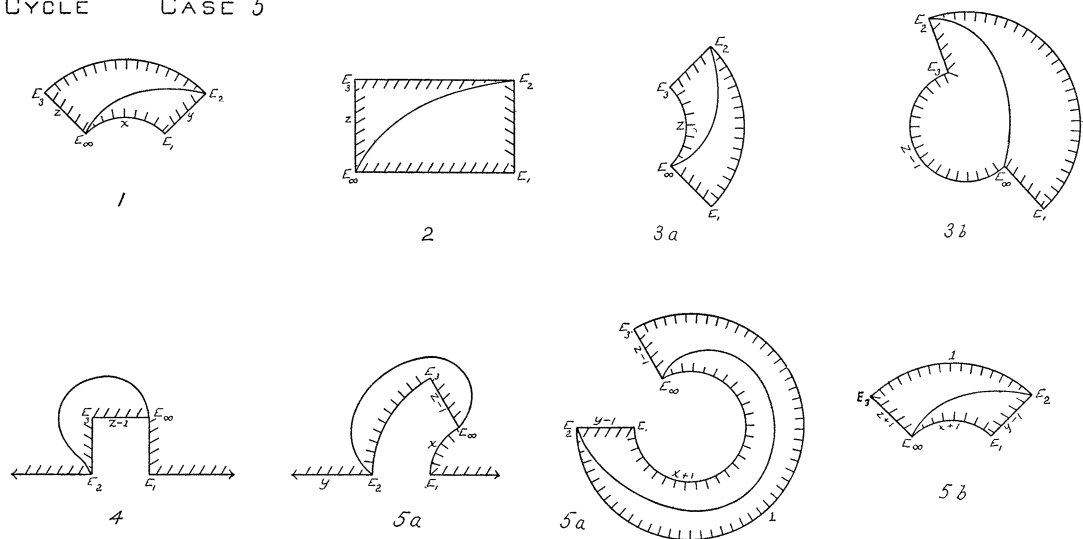 CYCLE CASE 5
E₃ E₂ z x y E∞ E₁
1
E₃ E₂ z E∞ E₁
2
E₂ E₃ z E∞ E₁
3a
E₂ E₃ z-1 E∞ E₁
3b
E₃ E∞ z-1 E₂ E₁
4
E₃ z-1 E∞ x y E₂ E₁
5a
E₃ z-1 E∞ y-1 E₂ E₁ x+1 1
5a
1 E₃ E₂ z+1 x+1 y-1 E∞ E₁
5b